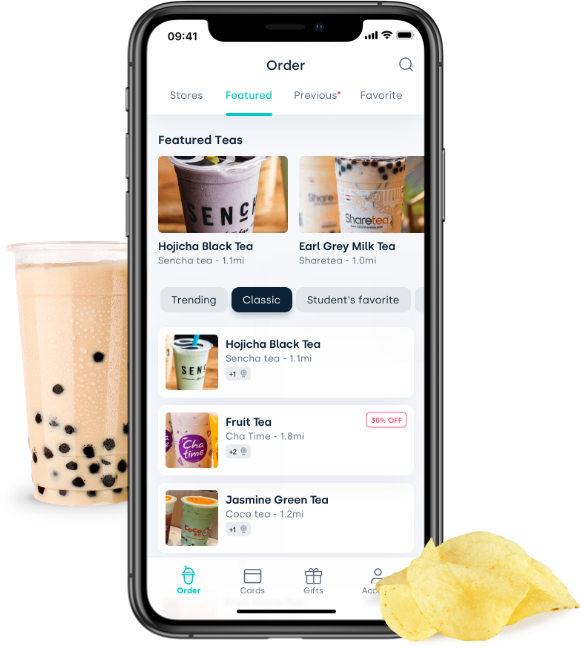 09:41
Order
Stores Featured Previous* Favorite
Featured Teas
SENCH
Sharetea
Hojicha Black Tea Earl Grey Milk Tea
Sencha tea - 1.1mi Sharetea - 1.0mi
Trending Classic Student's favorite
SEN
Hojicha Black Tea
Sencha tea - 1.1mi
+1
Cha
time
Fruit Tea 30% OFF
Cha Time - 1.8mi
+2
Jasmine Green Tea
Coco tea - 1.2mi
+1
Order Cards Gifts